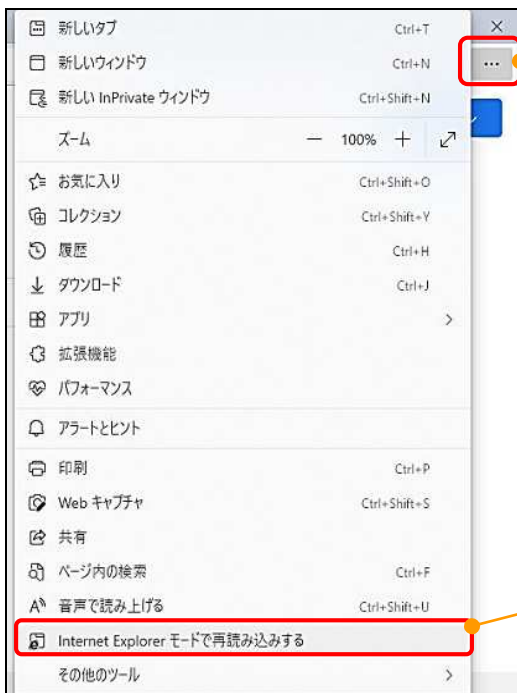 新しいタブ Ctrl+T
新しいウィンドウ Ctrl+N
新しい InPrivate ウィンドウ Ctrl+Shift+N
ズーム — 100% +
お気に入り Ctrl+Shift+O
コレクション Ctrl+Shift+Y
履歴 Ctrl+H
ダウンロード Ctrl+J
アプリ
拡張機能
パフォーマンス
アラートとヒント
印刷 Ctrl+P
Web キャプチャ Ctrl+Shift+S
共有
ページ内の検索 Ctrl+F
音声で読み上げる Ctrl+Shift+U
Internet Explorer モードで再読み込みする
その他のツール